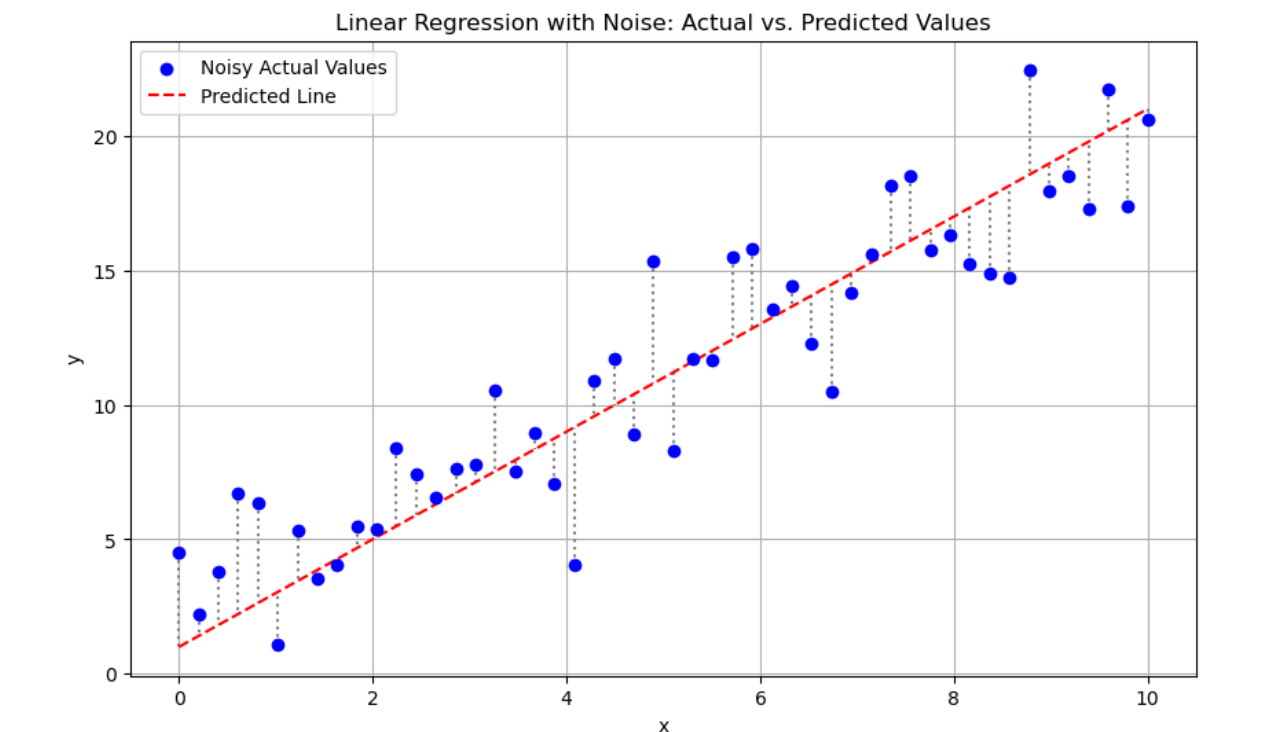 Linear Regression with Noise: Actual vs. Predicted Values
Noisy Actual Values
Predicted Line
20
15
10
5
0
y
0 2 4 6 8 10
x